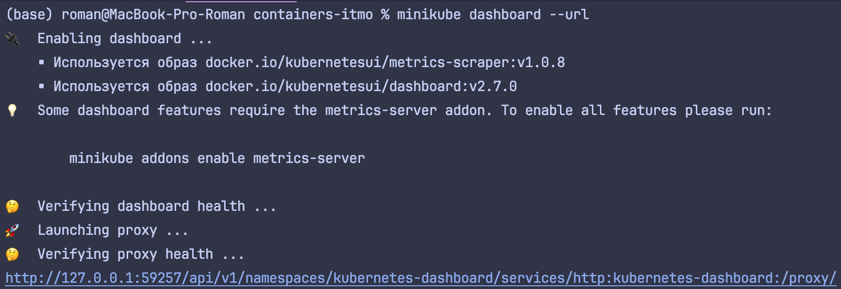 (base) roman@MacBook-Pro-Roman containers-itmo % minikube dashboard --url
🔌 Enabling dashboard ...
▪ Используется образ docker.io/kubernetesui/metrics-scraper:v1.0.8
▪ Используется образ docker.io/kubernetesui/dashboard:v2.7.0
💡 Some dashboard features require the metrics-server addon. To enable all features please run:
minikube addons enable metrics-server
🤔 Verifying dashboard health ...
🚀 Launching proxy ...
🤔 Verifying proxy health ...
http://127.0.0.1:59257/api/v1/namespaces/kubernetes-dashboard/services/http:kubernetes-dashboard:/proxy/